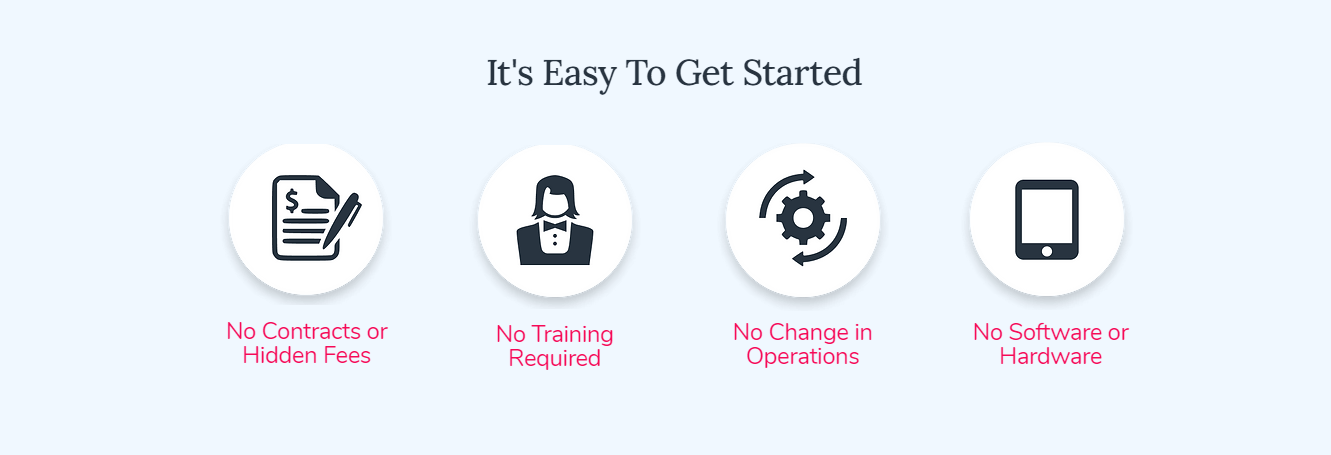 It's Easy To Get Started
$
No Contracts or
Hidden Fees
No Training
Required
No Change in
Operations
No Software or
Hardware